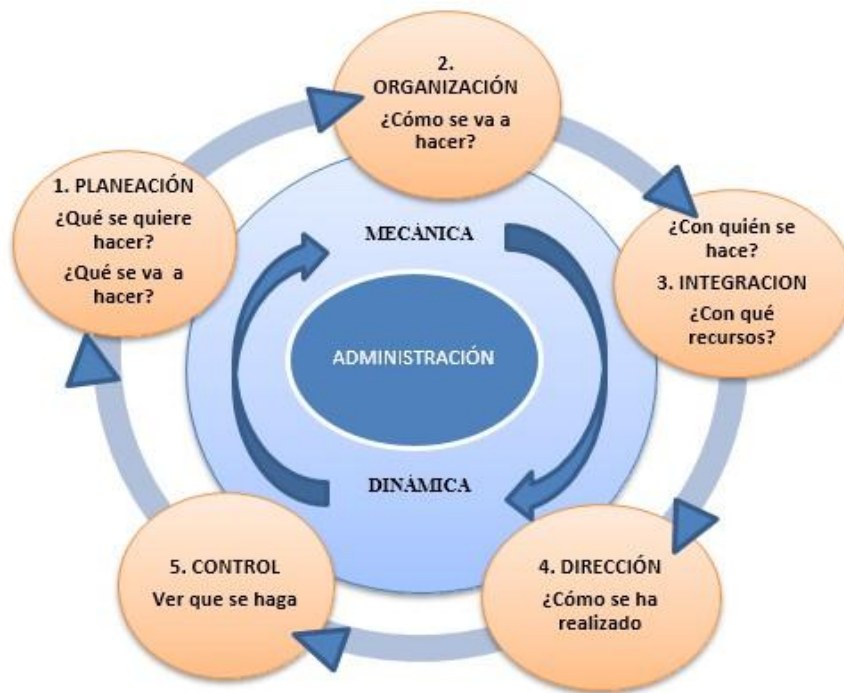 2.
ORGANIZACIÓN
¿Cómo se va a
hacer?
1. PLANEACIÓN
¿Qué se quiere
hacer?
¿Qué se va a
hacer?
MECÁNICA
¿Con quién se
hace?
3. INTEGRACION
¿Con qué
recursos?
ADMINISTRACIÓN
DINÁMICA
5. CONTROL
Ver que se haga
4. DIRECCIÓN
¿Cómo se ha
realizado